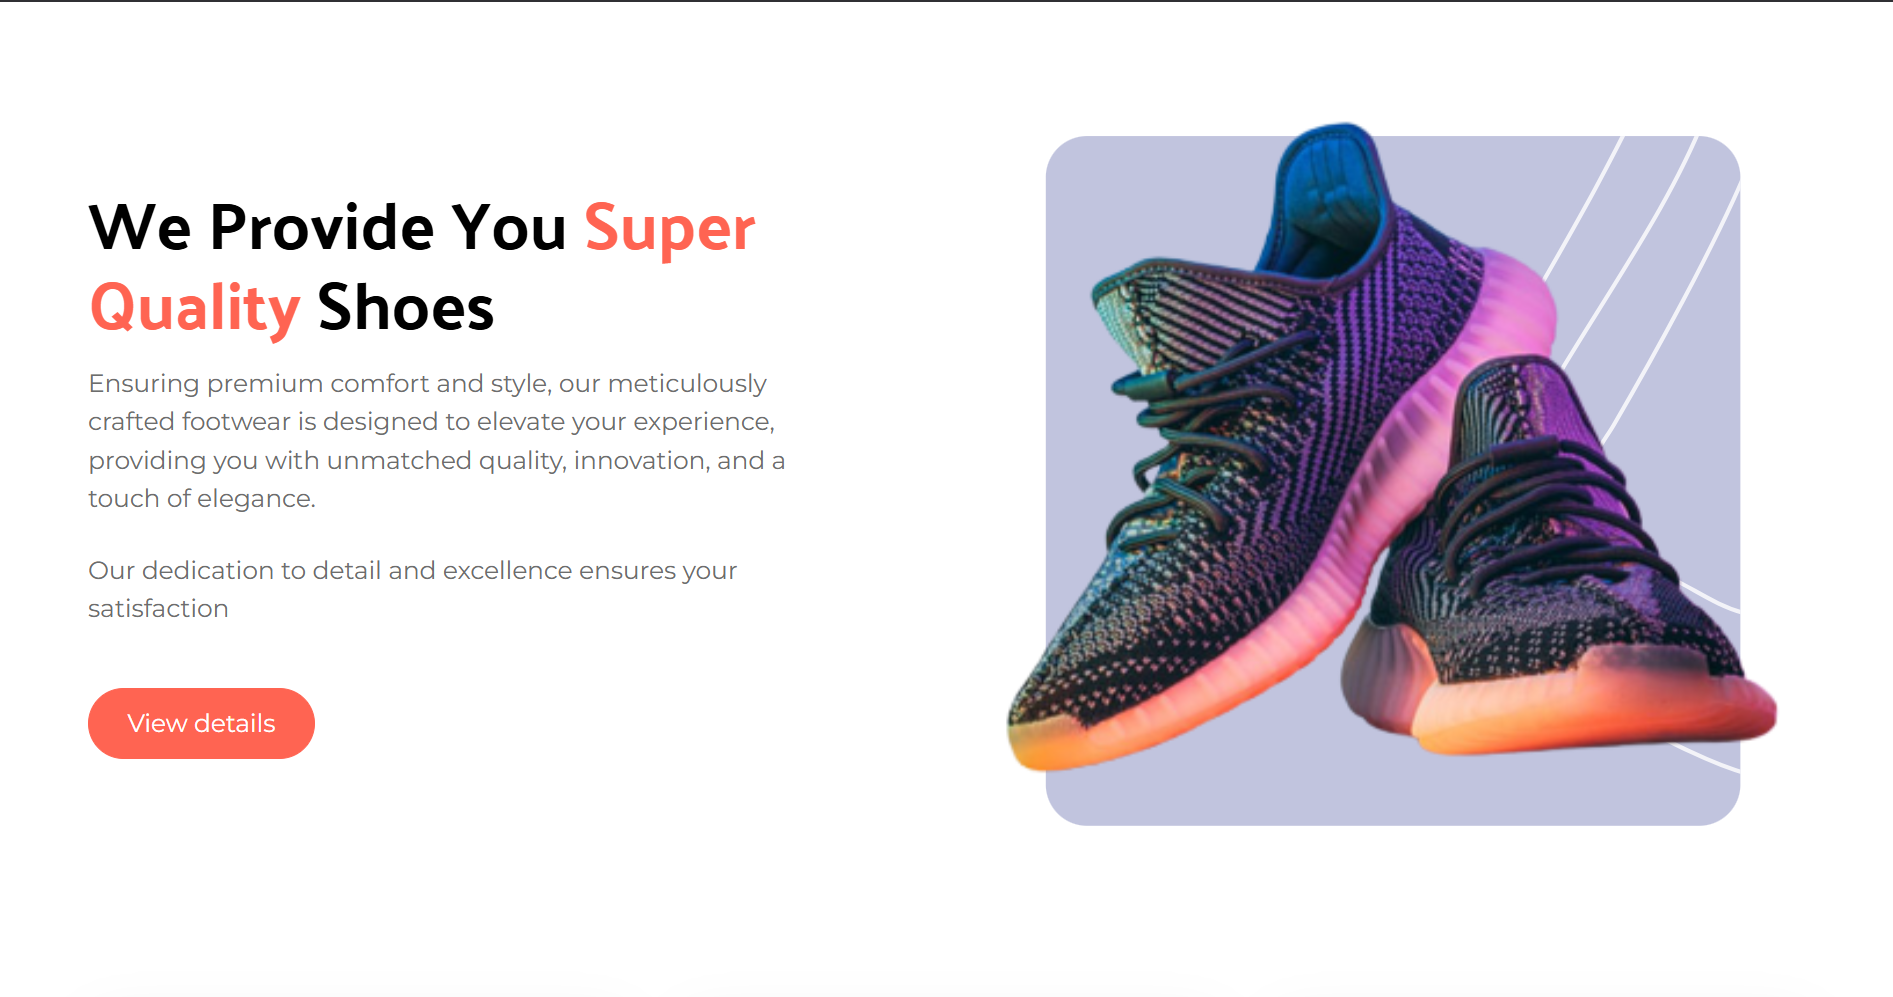 We Provide You Super
Quality Shoes
Ensuring premium comfort and style, our meticulously
crafted footwear is designed to elevate your experience,
providing you with unmatched quality, innovation, and a
touch of elegance.
Our dedication to detail and excellence ensures your
satisfaction
View details